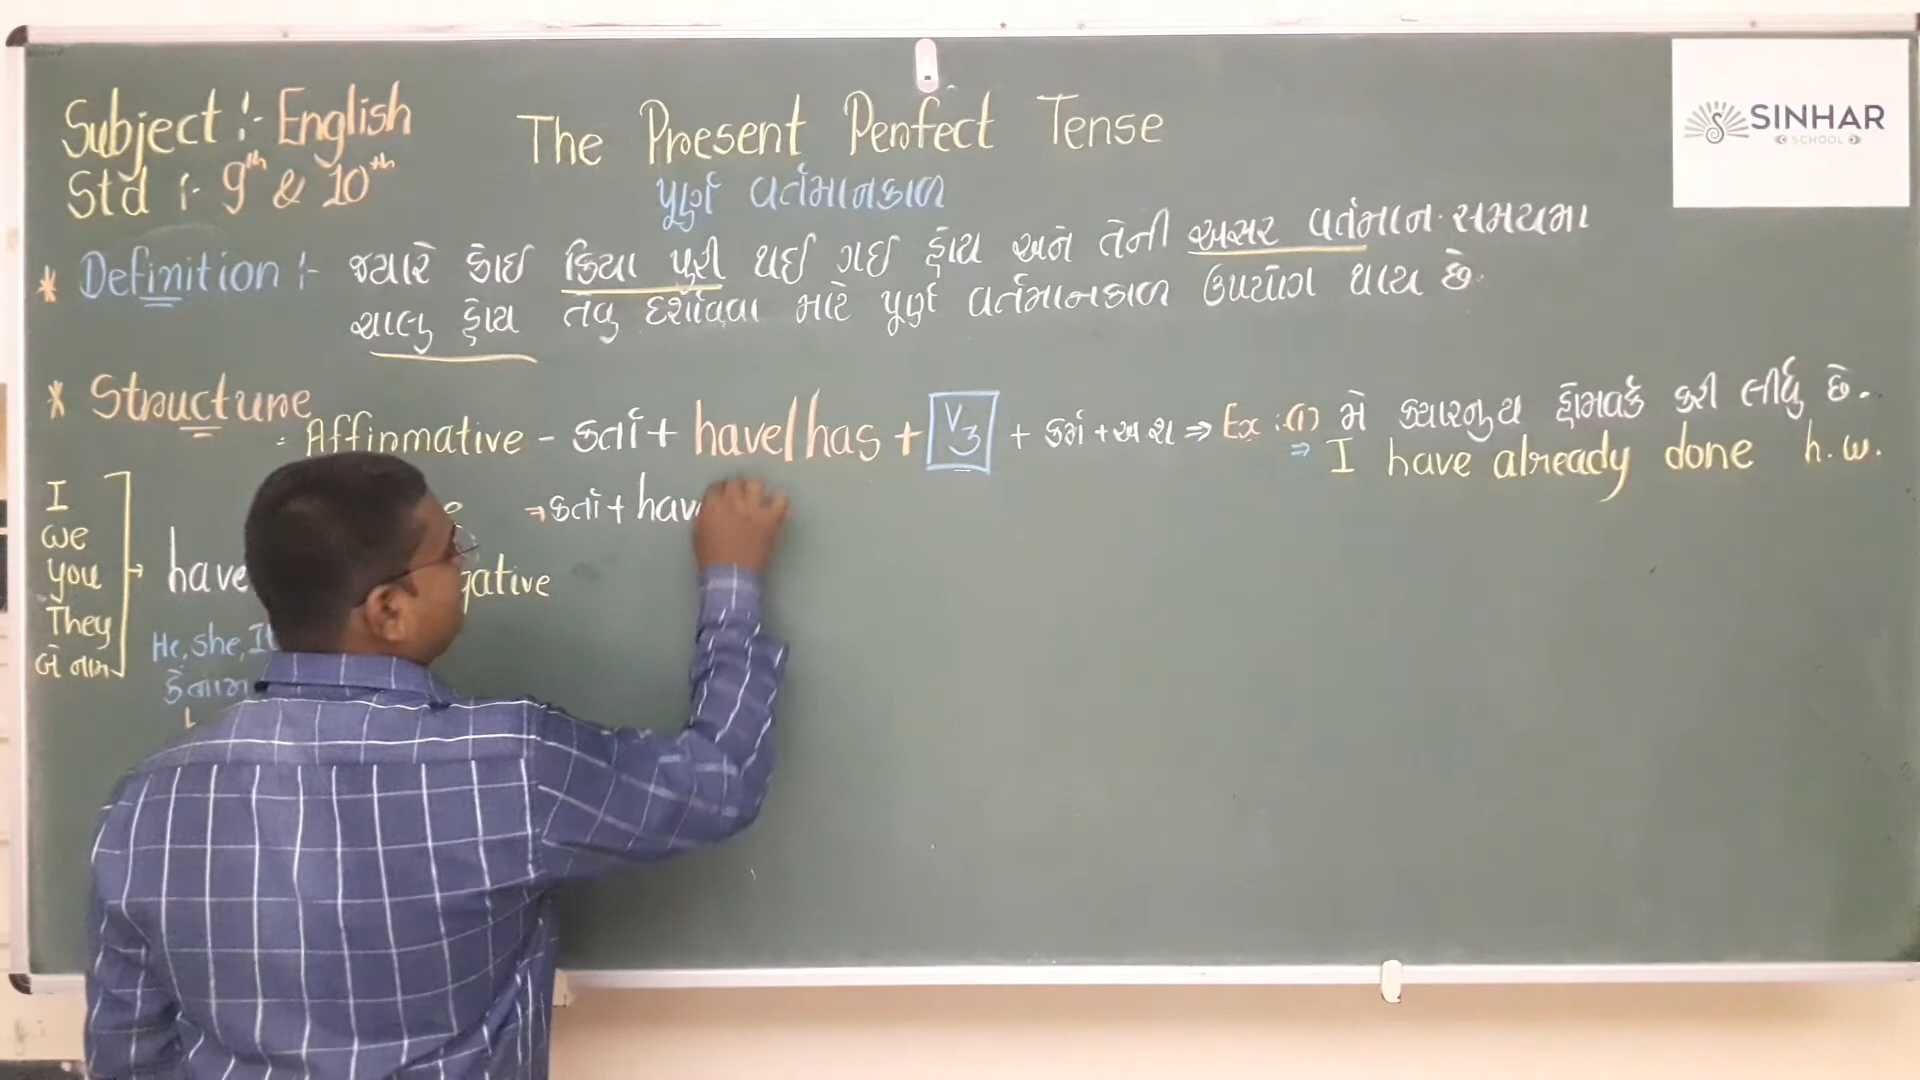 Subject :- English
Std :- 9th & 10th
The Present Perfect Tense
પૂર્ણ વર્તમાનકાળ
SINHAR
SCHOOL
* Definition :- જ્યારે કોઈ ક્રિયા પુરી થઈ ગઈ હોય અને તેની અસર વર્તમાન સમયમા
ચાલુ હોય તેવુ દર્શાવવા માટે પૂર્ણ વર્તમાનકાળ ઉપયોગ થાય છે.
* Structure
Affirmative - કર્તા + have/has + V3 + કર્મ + અ શ ⇒ Ex :(1) મે ક્યારનુય હોમવર્ક કરી લીધુ છે.
⇒ I have already done h.w.
⇒ કર્તા + hav
gative
I
we
you
They
બે નામ
→ have
He, She, It
કે નામ